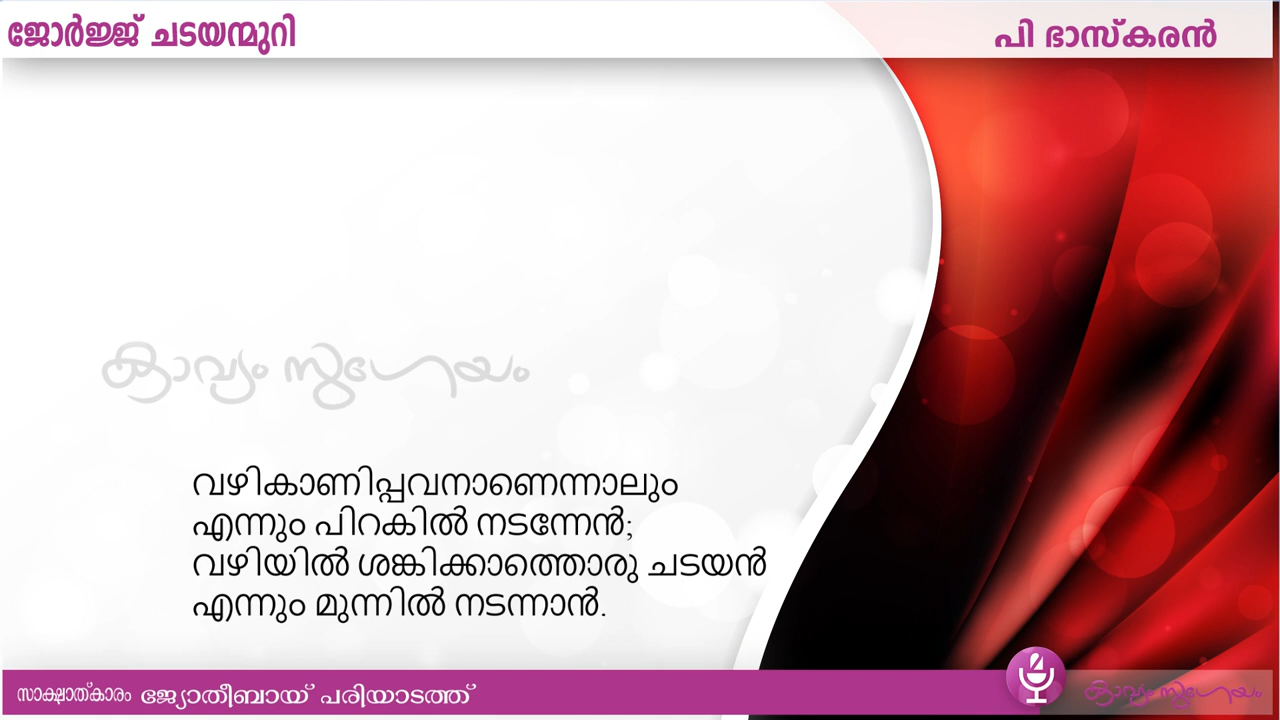 ജോർജ്ജ് ചടയന്മുറി
പി ഭാസ്കരൻ
കാവ്യം സുഗേയം
വഴികാണിപ്പവനാണെന്നാലും
എന്നും പിറകിൽ നടന്നേൻ;
വഴിയിൽ ശങ്കിക്കാത്തൊരു ചടയൻ
എന്നും മുന്നിൽ നടന്നാൻ.
സാക്ഷാത്കാരം ജ്യോതീബായ് പരിയാടത്ത്
കാവ്യം സുഗേയം